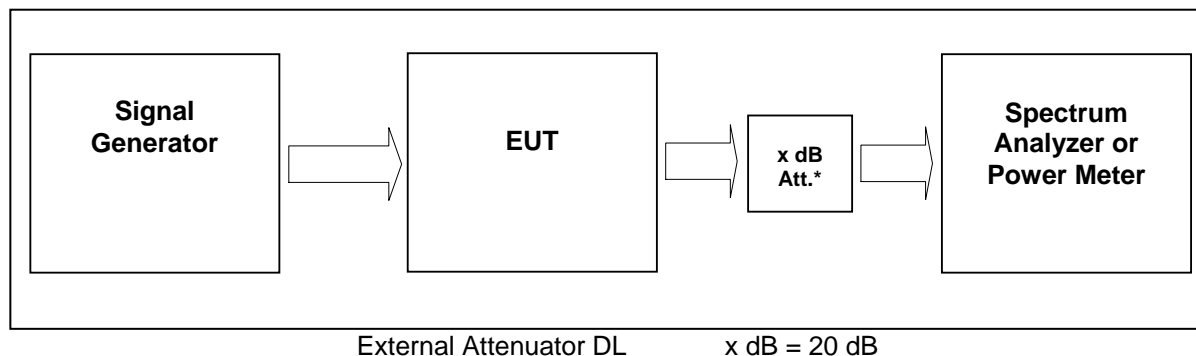 Signal
Generator
EUT
x dB
Att.*
Spectrum
Analyzer or
Power Meter
External Attenuator DL x dB = 20 dB